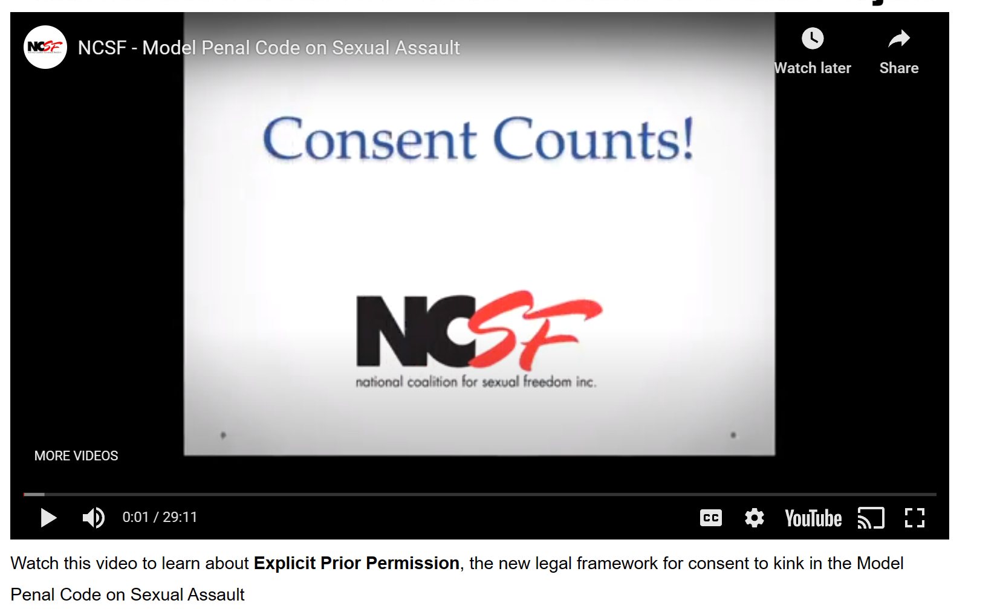 NCSF
NCSF - Model Penal Code on Sexual Assault
Watch later
Share
Consent Counts!
NCSF
national coalition for sexual freedom inc.
MORE VIDEOS
0:01 / 29:11
CC
YouTube
Watch this video to learn about Explicit Prior Permission, the new legal framework for consent to kink in the Model
Penal Code on Sexual Assault